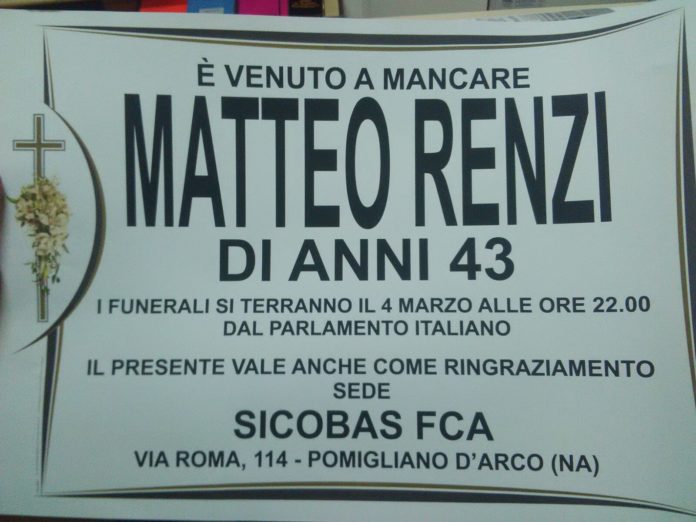 È VENUTO A MANCARE
MATTEO RENZI
DI ANNI 43
I FUNERALI SI TERRANNO IL 4 MARZO ALLE ORE 22.00
DAL PARLAMENTO ITALIANO
IL PRESENTE VALE ANCHE COME RINGRAZIAMENTO
SEDE
SICOBAS FCA
VIA ROMA, 114 - POMIGLIANO D'ARCO (NA)